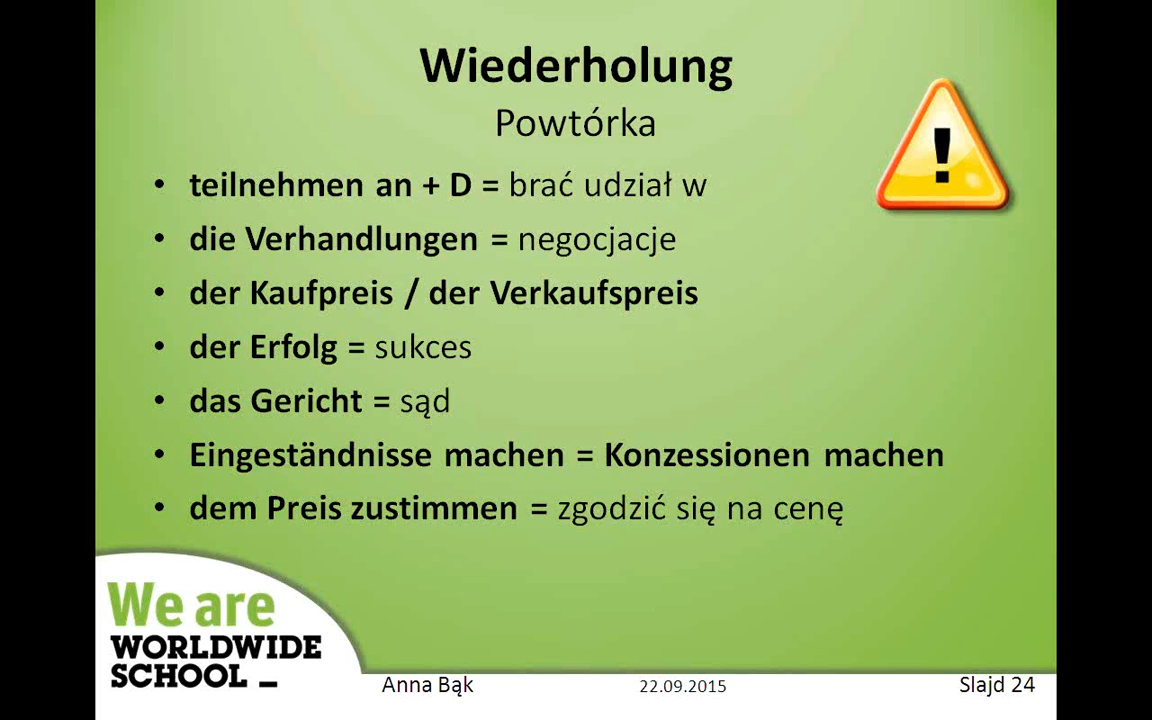 Wiederholung
Powtórka
• teilnehmen an + D = brać udział w
• die Verhandlungen = negocjacje
• der Kaufpreis / der Verkaufspreis
• der Erfolg = sukces
• das Gericht = sąd
• Eingeständnisse machen = Konzessionen machen
• dem Preis zustimmen = zgodzić się na cenę
We are
WORLDWIDE
SCHOOL _
Anna Bąk 22.09.2015 Slajd 24